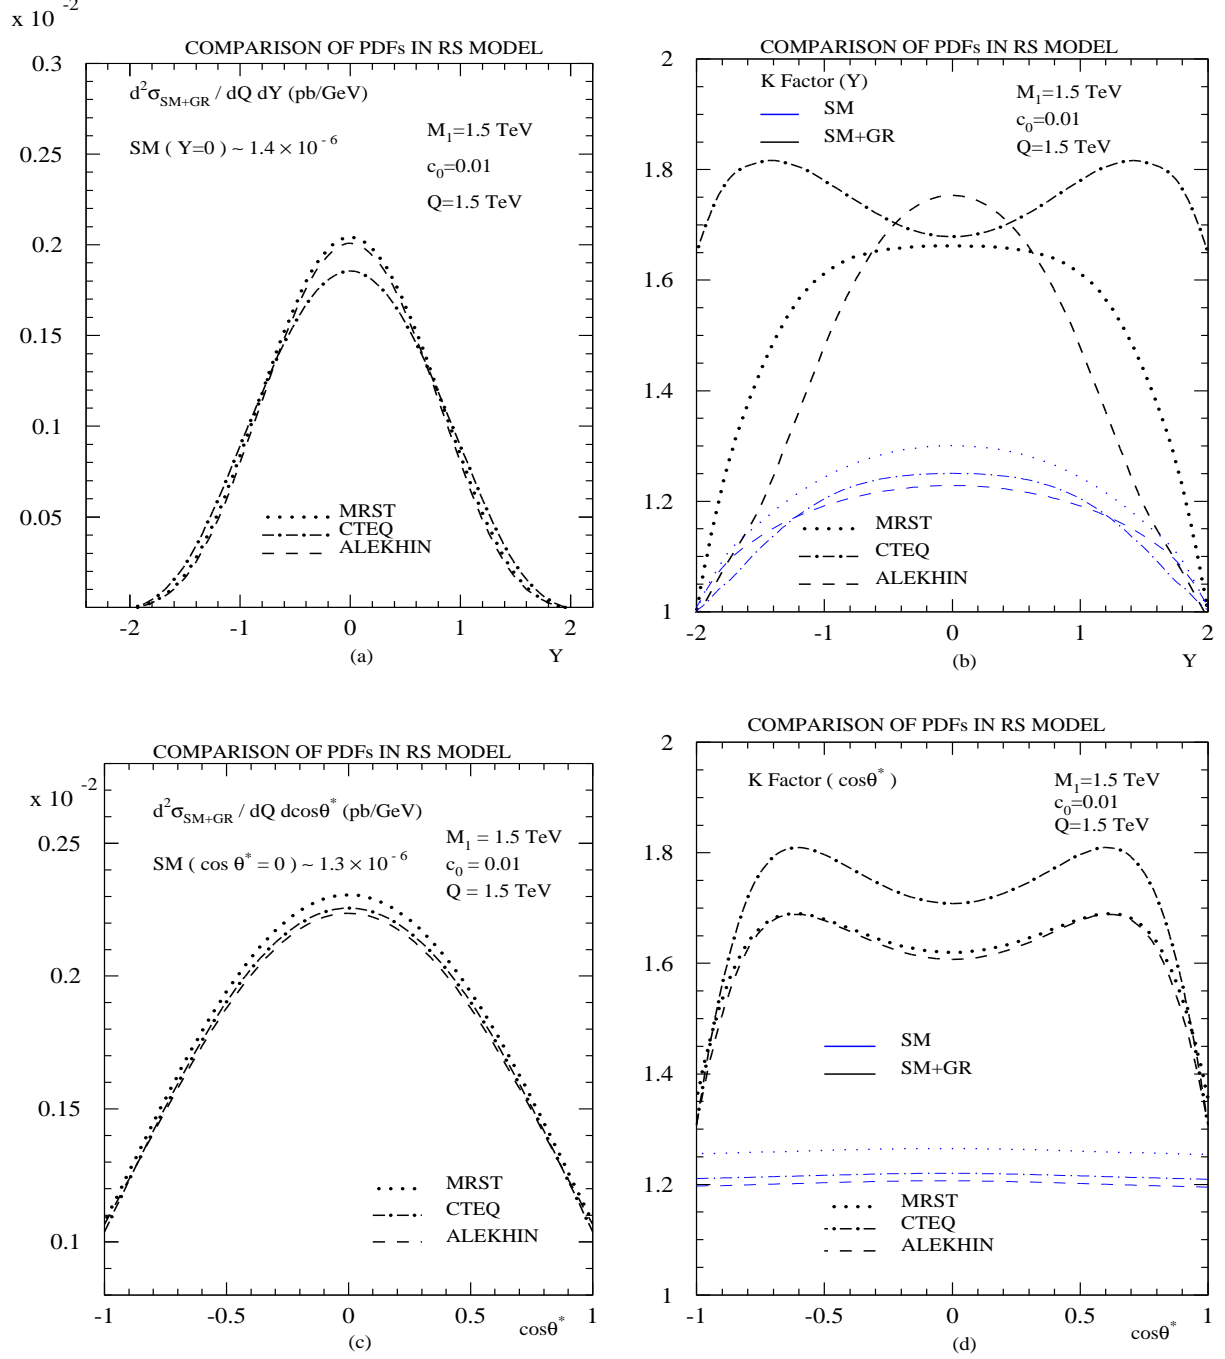 x 10⁻²
COMPARISON OF PDFs IN RS MODEL
0.3
0.25
0.2
0.15
0.1
0.05
d²σ_SM+GR / dQ dY (pb/GeV)
SM ( Y=0 ) ~ 1.4 × 10⁻⁶
M₁=1.5 TeV
c₀=0.01
Q=1.5 TeV
MRST
CTEQ
ALEKHIN
-2 -1 0 1 2
(a) Y
COMPARISON OF PDFs IN RS MODEL
2
1.8
1.6
1.4
1.2
1
K Factor (Y)
SM
SM+GR
M₁=1.5 TeV
c₀=0.01
Q=1.5 TeV
MRST
CTEQ
ALEKHIN
-2 -1 0 1 2
(b) Y
COMPARISON OF PDFs IN RS MODEL
x 10⁻²
0.25
0.2
0.15
0.1
d²σ_SM+GR / dQ dcosθ* (pb/GeV)
SM ( cos θ* = 0 ) ~ 1.3 × 10⁻⁶
M₁ = 1.5 TeV
c₀ = 0.01
Q = 1.5 TeV
MRST
CTEQ
ALEKHIN
-1 -0.5 0 0.5 1
(c) cosθ*
COMPARISON OF PDFs IN RS MODEL
2
1.8
1.6
1.4
1.2
1
K Factor ( cosθ* )
M₁=1.5 TeV
c₀=0.01
Q=1.5 TeV
SM
SM+GR
MRST
CTEQ
ALEKHIN
-1 -0.5 0 0.5 1
(d) cosθ*